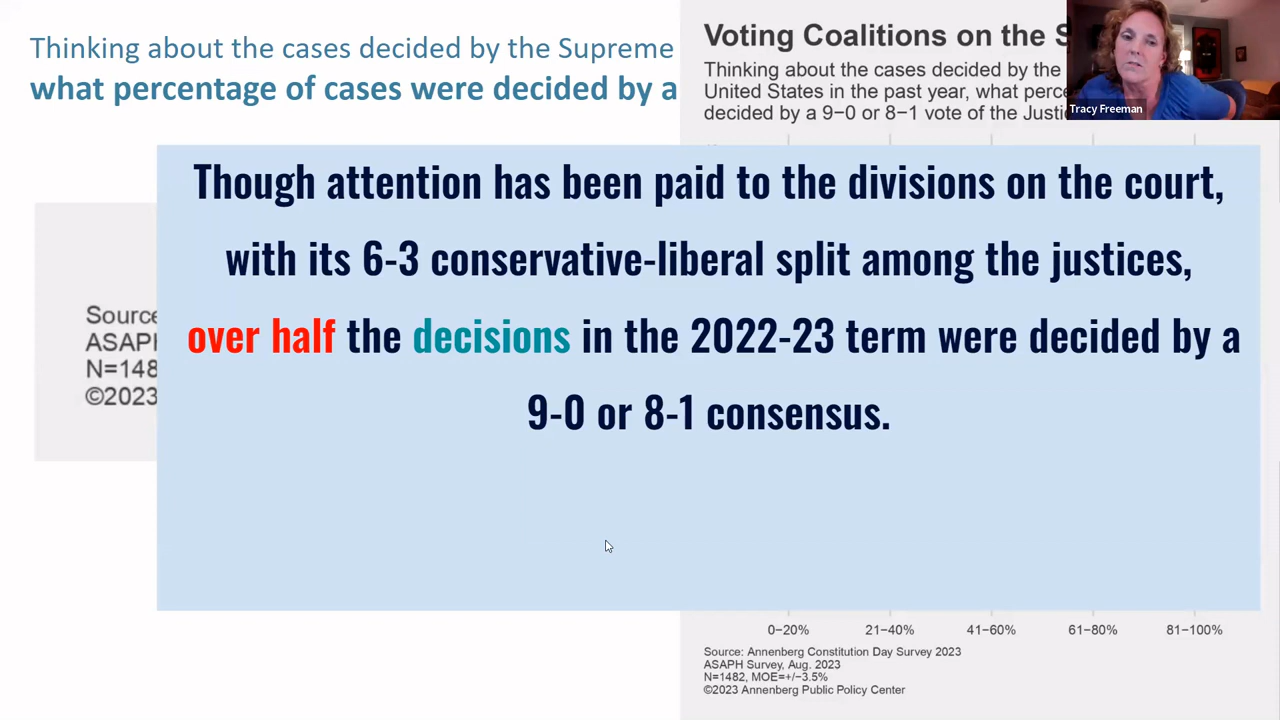 Thinking about the cases decided by the Supreme
what percentage of cases were decided by a
Voting Coalitions on the S
Thinking about the cases decided by the
United States in the past year, what perce
decided by a 9−0 or 8−1 vote of the Justi
Tracy Freeman
Though attention has been paid to the divisions on the court,
with its 6-3 conservative-liberal split among the justices,
over half the decisions in the 2022-23 term were decided by a
9-0 or 8-1 consensus.
Source
ASAPH
N=148
©2023
0−20% 21−40% 41−60% 61−80% 81−100%
Source: Annenberg Constitution Day Survey 2023
ASAPH Survey, Aug. 2023
N=1482, MOE=+/−3.5%
©2023 Annenberg Public Policy Center